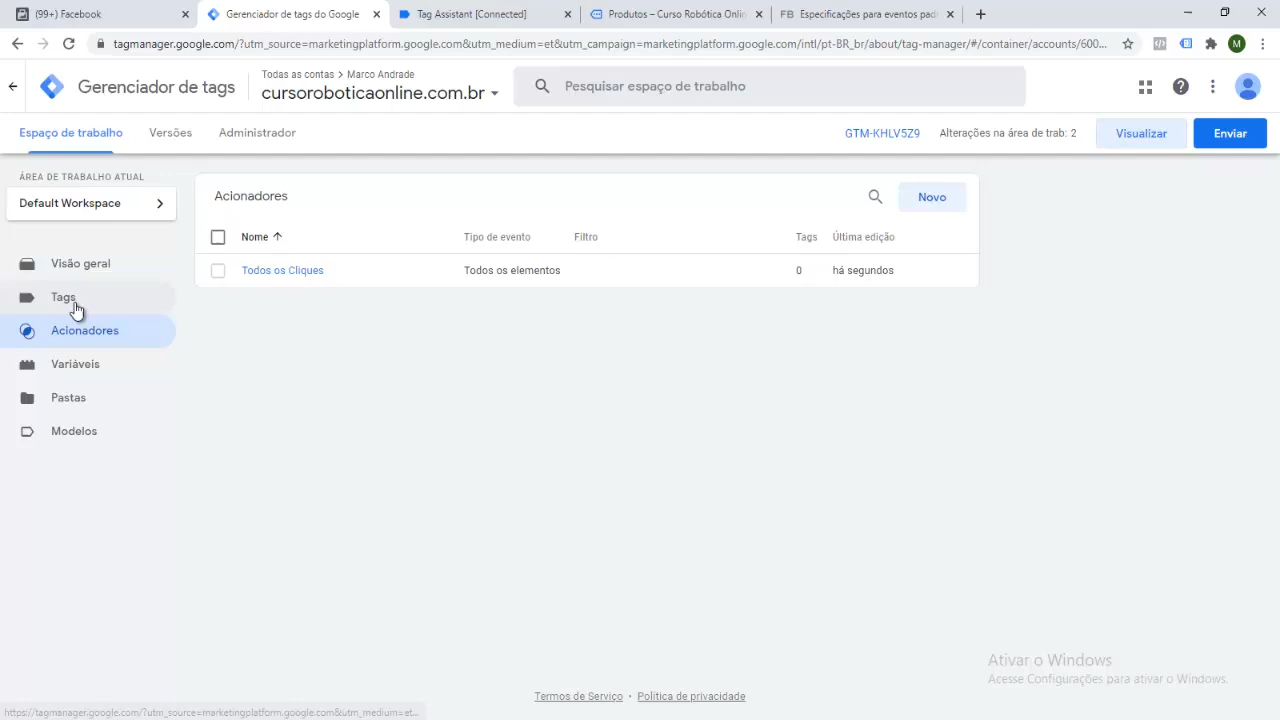 (99+) Facebook
Gerenciador de tags do Google
Tag Assistant [Connected]
Produtos – Curso Robótica Onlin
FB Especificações para eventos pad
tagmanager.google.com/?utm_source=marketingplatform.google.com&utm_medium=et&utm_campaign=marketingplatform.google.com/intl/pt-BR_br/about/tag-manager/#/container/accounts/600...
M
Gerenciador de tags
Todas as contas > Marco Andrade
cursoroboticaonline.com.br
Pesquisar espaço de trabalho
Espaço de trabalho
Versões
Administrador
GTM-KHLV5Z9
Alterações na área de trab: 2
Visualizar
Enviar
ÁREA DE TRABALHO ATUAL
Default Workspace
Visão geral
Tags
Acionadores
Variáveis
Pastas
Modelos
Acionadores
Novo
Nome
Tipo de evento
Filtro
Tags
Última edição
Todos os Cliques
Todos os elementos
0
há segundos
Ativar o Windows
Acesse Configurações para ativar o Windows.
Termos de Serviço · Política de privacidade
https://tagmanager.google.com/?utm_source=marketingplatform.google.com&utm_medium=et...